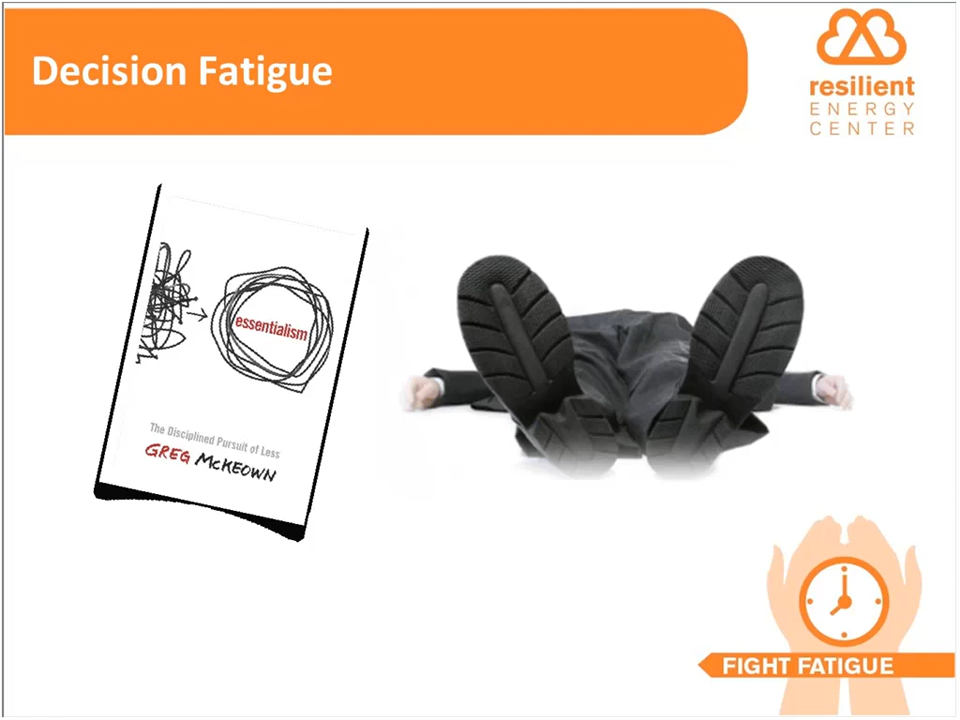 Decision Fatigue
resilient
ENERGY
CENTER
essentialism
The Disciplined Pursuit of Less
GREG McKEOWN
FIGHT FATIGUE